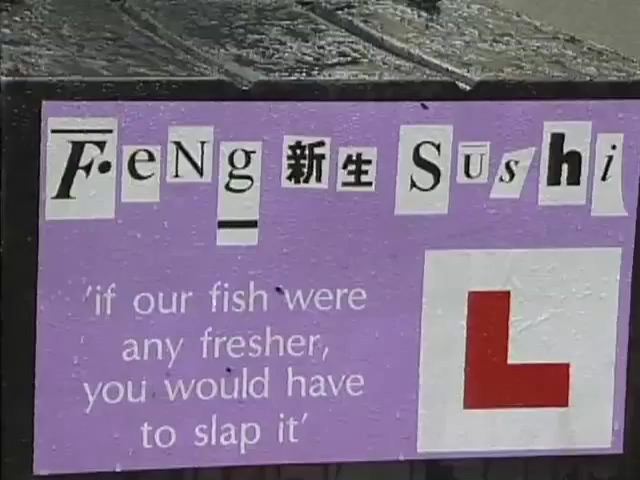 FeNg 新生 Sushi
'if our fish were
any fresher,
you would have
to slap it'
L